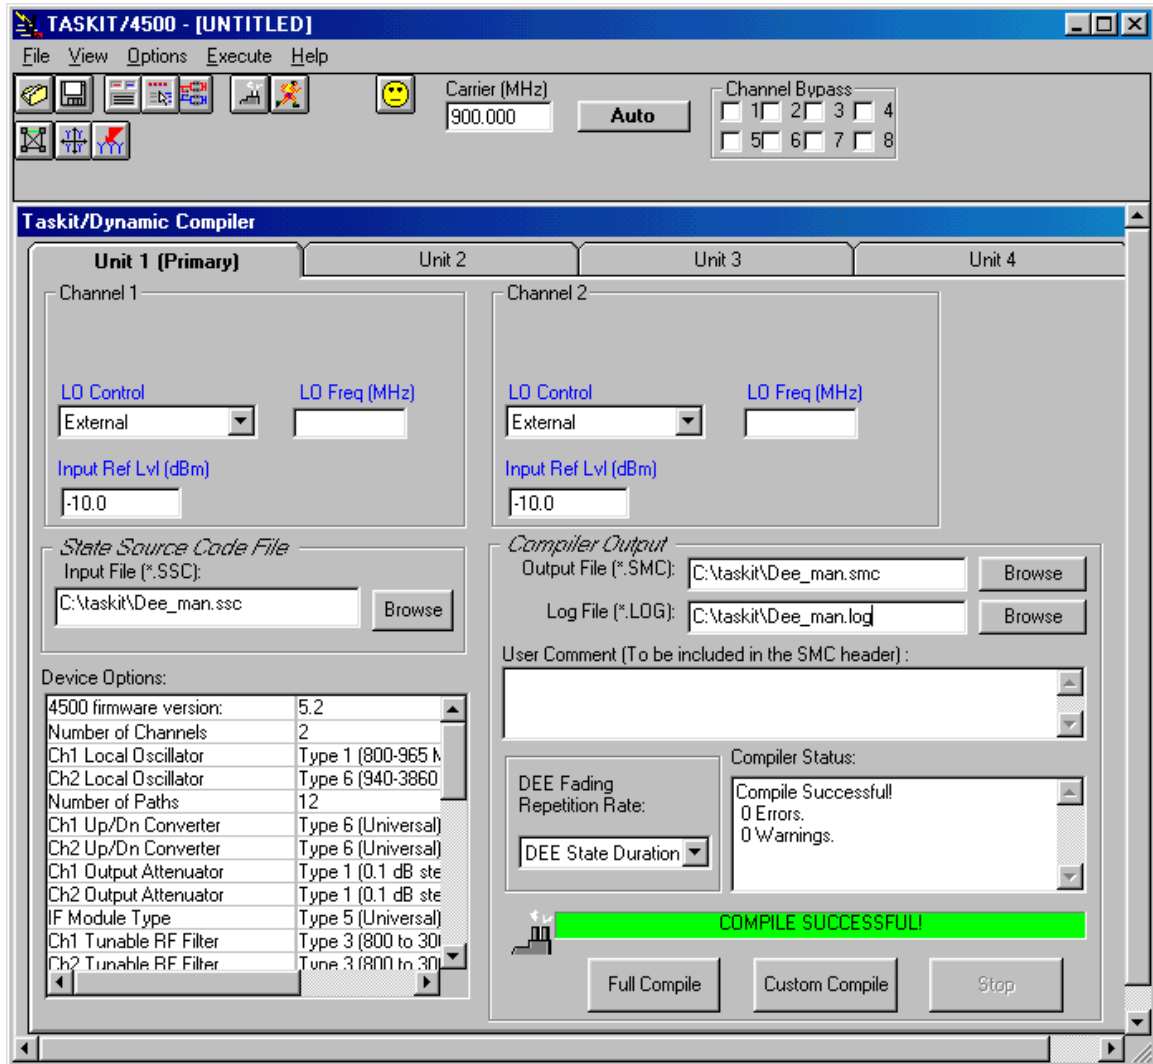 TASKIT/4500 - [UNTITLED]
File View Options Execute Help
Carrier (MHz)
900.000
Auto
Channel Bypass
1 2 3 4
5 6 7 8
Taskit/Dynamic Compiler
Unit 1 (Primary) Unit 2 Unit 3 Unit 4
Channel 1
LO Control LO Freq (MHz)
External
Input Ref Lvl (dBm)
-10.0
Channel 2
LO Control LO Freq (MHz)
External
Input Ref Lvl (dBm)
-10.0
State Source Code File
Input File (*.SSC):
C:\taskit\Dee_man.ssc Browse
Device Options:
4500 firmware version: 5.2
Number of Channels 2
Ch1 Local Oscillator Type 1 (800-965 M
Ch2 Local Oscillator Type 6 (940-3860
Number of Paths 12
Ch1 Up/Dn Converter Type 6 (Universal)
Ch2 Up/Dn Converter Type 6 (Universal)
Ch1 Output Attenuator Type 1 (0.1 dB ste
Ch2 Output Attenuator Type 1 (0.1 dB ste
IF Module Type Type 5 (Universal)
Ch1 Tunable RF Filter Type 3 (800 to 30
Ch2 Tunable RF Filter Type 3 (800 to 30
Compiler Output
Output File (*.SMC): C:\taskit\Dee_man.smc Browse
Log File (*.LOG): C:\taskit\Dee_man.log Browse
User Comment (To be included in the SMC header) :
DEE Fading
Repetition Rate:
DEE State Duration
Compiler Status:
Compile Successful!
0 Errors.
0 Warnings.
COMPILE SUCCESSFUL!
Full Compile Custom Compile Stop